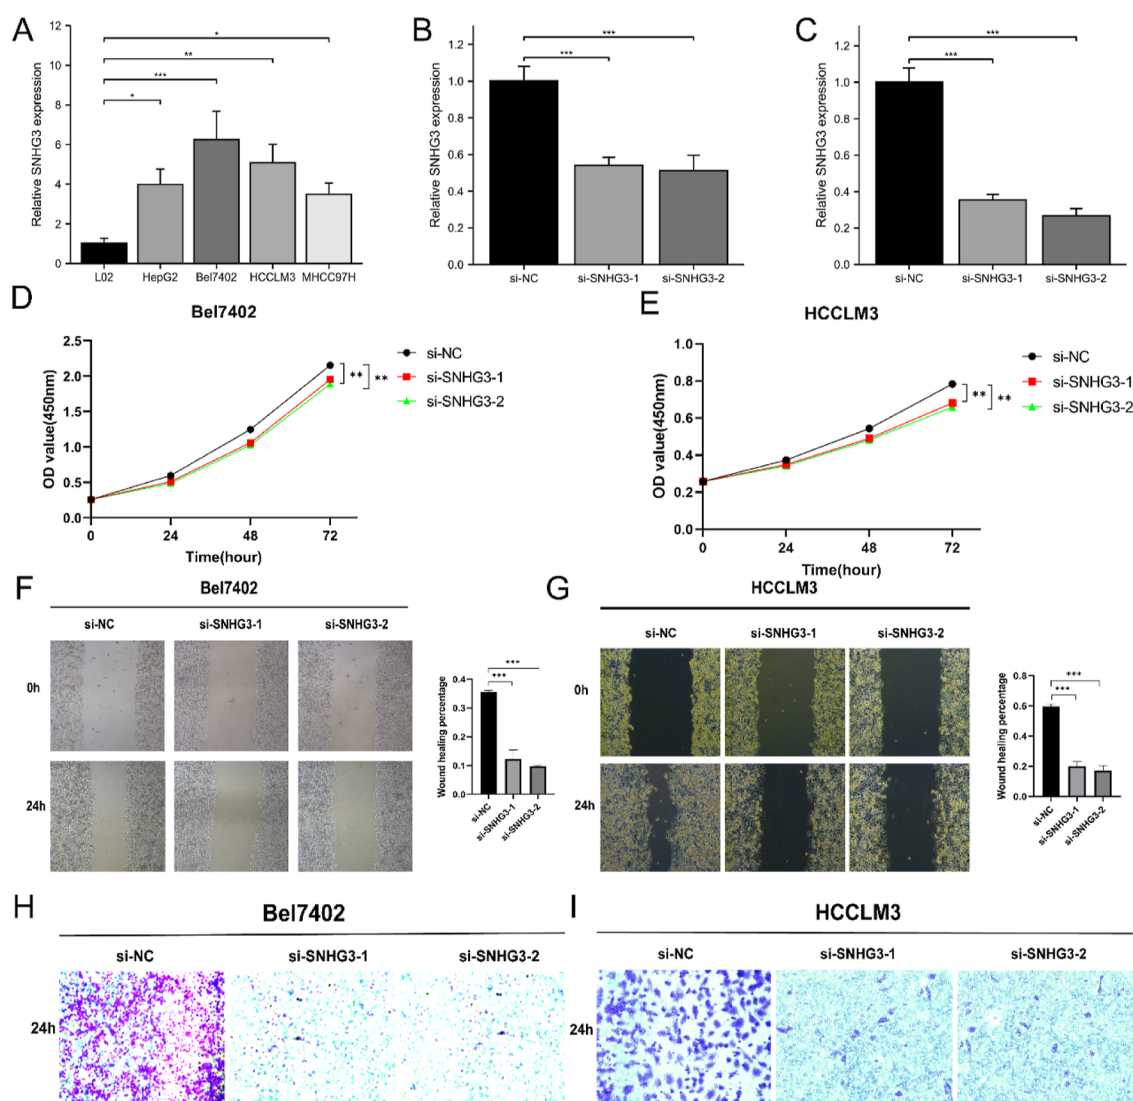 A
Relative SNHG3 expression
12
10
8
6
4
2
0
*
**
***
*
L02 HepG2 Bel7402 HCCLM3 MHCC97H
B
Relative SNHG3 expression
1.2
1.0
0.8
0.6
0.4
0.2
0.0
***
***
si-NC si-SNHG3-1 si-SNHG3-2
C
Relative SNHG3 expression
1.2
1.0
0.8
0.6
0.4
0.2
0.0
***
***
si-NC si-SNHG3-1 si-SNHG3-2
D
Bel7402
OD value(450nm)
2.5
2.0
1.5
1.0
0.5
0.0
0 24 48 72
Time(hour)
si-NC
si-SNHG3-1
si-SNHG3-2
** **
E
HCCLM3
OD value(450nm)
1.0
0.8
0.6
0.4
0.2
0.0
0 24 48 72
Time(hour)
si-NC
si-SNHG3-1
si-SNHG3-2
** **
F
Bel7402
si-NC si-SNHG3-1 si-SNHG3-2
0h
24h
Wound healing percentage
0.4
0.3
0.2
0.1
0.0
***
***
si-NC
si-SNHG3-1
si-SNHG3-2
G
HCCLM3
si-NC si-SNHG3-1 si-SNHG3-2
0h
24h
Wound healing percentage
0.8
0.6
0.4
0.2
0.0
***
***
si-NC
si-SNHG3-1
si-SNHG3-2
H
Bel7402
si-NC si-SNHG3-1 si-SNHG3-2
24h
I
HCCLM3
si-NC si-SNHG3-1 si-SNHG3-2
24h